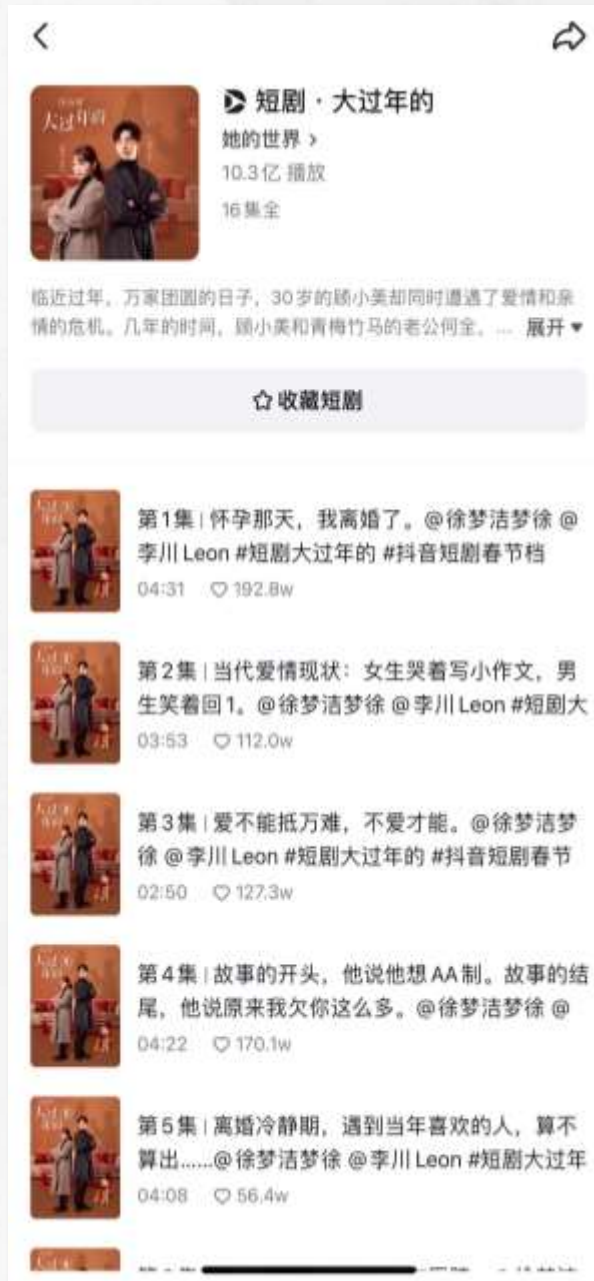 大过年的
短剧 · 大过年的
她的世界 >
10.3亿 播放
16集全
临近过年，万家团圆的日子，30岁的顾小美却同时遭遇了爱情和亲
情的危机。几年的时间，顾小美和青梅竹马的老公何全，... 展开
收藏短剧
第1集 | 怀孕那天，我离婚了。@徐梦洁梦徐 @
李川Leon #短剧大过年的 #抖音短剧春节档
04:31 192.8w
第2集 | 当代爱情现状：女生哭着写小作文，男
生笑着回1。@徐梦洁梦徐 @李川Leon #短剧大
03:53 112.0w
第3集 | 爱不能抵万难，不爱才能。@徐梦洁梦
徐 @李川Leon #短剧大过年的 #抖音短剧春节
02:50 127.3w
第4集 | 故事的开头，他说他想AA制。故事的结
尾，他说原来我欠你这么多。@徐梦洁梦徐 @
04:22 170.1w
第5集 | 离婚冷静期，遇到当年喜欢的人，算不
算出......@徐梦洁梦徐 @李川Leon #短剧大过年
04:08 56.4w